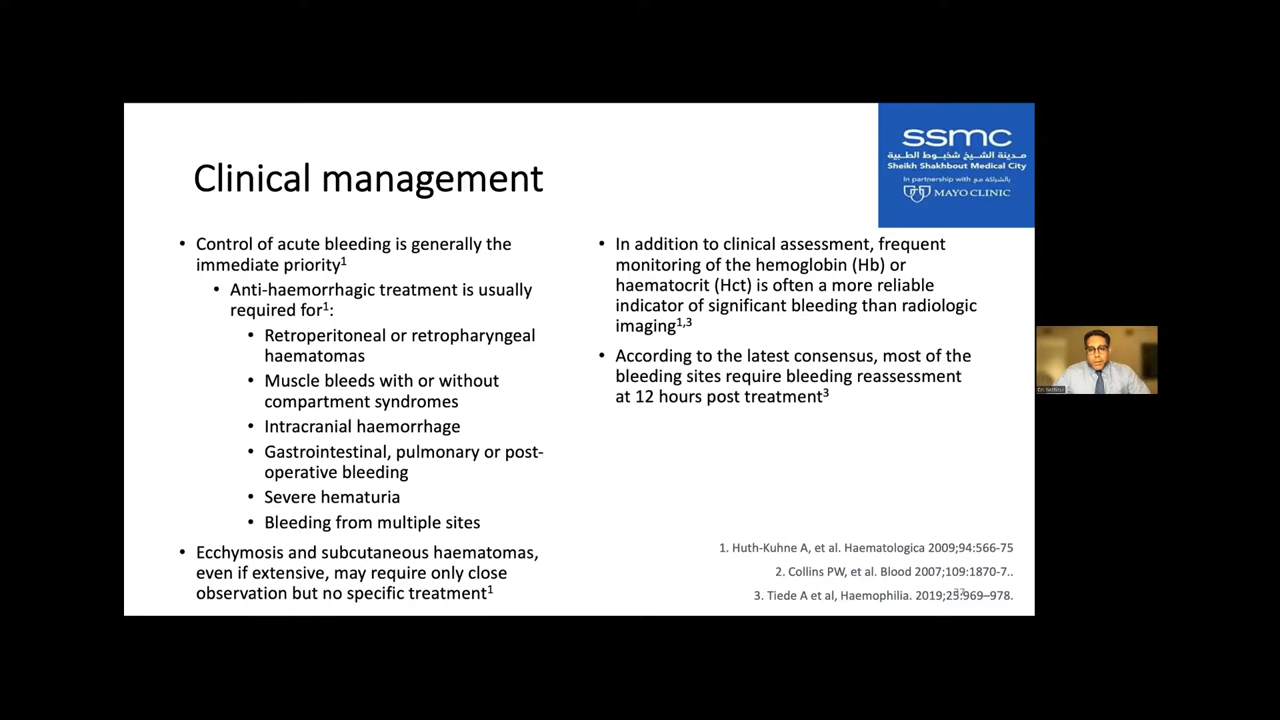 ssmc
مدينة الشيخ شخبوط الطبية
Sheikh Shakhbout Medical City
In partnership with بالشراكة مع
MAYO CLINIC
Clinical management
• Control of acute bleeding is generally the
immediate priority1
• Anti-haemorrhagic treatment is usually
required for1:
• Retroperitoneal or retropharyngeal
haematomas
• Muscle bleeds with or without
compartment syndromes
• Intracranial haemorrhage
• Gastrointestinal, pulmonary or post-
operative bleeding
• Severe hematuria
• Bleeding from multiple sites
• Ecchymosis and subcutaneous haematomas,
even if extensive, may require only close
observation but no specific treatment1
• In addition to clinical assessment, frequent
monitoring of the hemoglobin (Hb) or
haematocrit (Hct) is often a more reliable
indicator of significant bleeding than radiologic
imaging1,3
• According to the latest consensus, most of the
bleeding sites require bleeding reassessment
at 12 hours post treatment3
1. Huth-Kuhne A, et al. Haematologica 2009;94:566-75
2. Collins PW, et al. Blood 2007;109:1870-7..
3. Tiede A et al, Haemophilia. 2019;25:969–978.